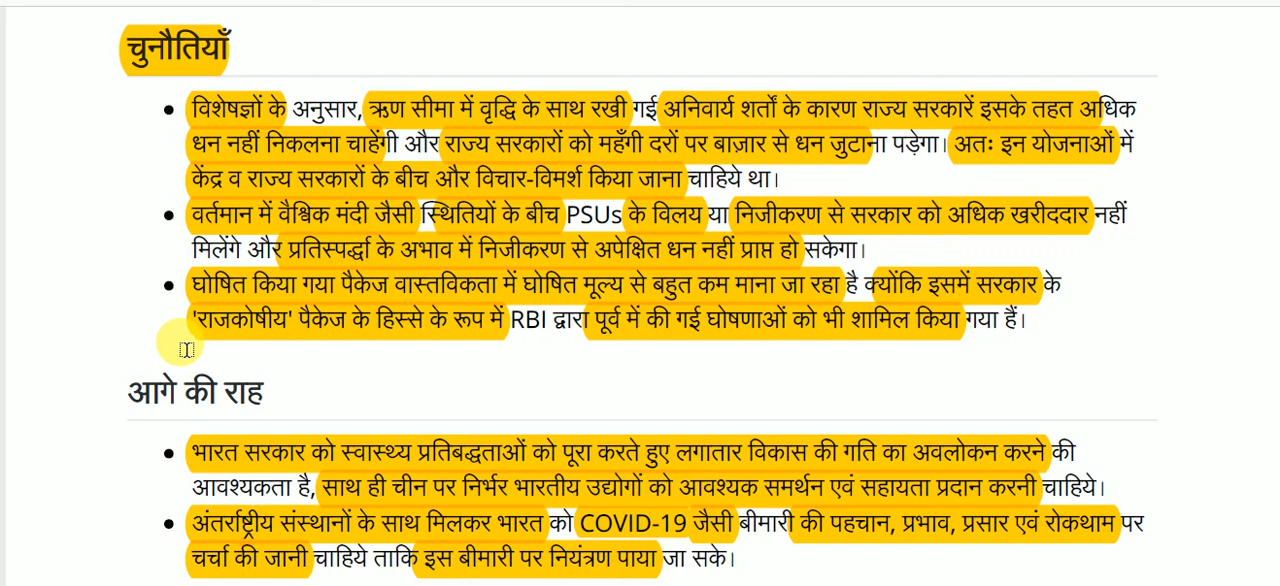 चुनौतियाँ
• विशेषज्ञों के अनुसार, ऋण सीमा में वृद्धि के साथ रखी गई अनिवार्य शर्तों के कारण राज्य सरकारें इसके तहत अधिक
धन नहीं निकलना चाहेंगी और राज्य सरकारों को महँगी दरों पर बाज़ार से धन जुटाना पड़ेगा। अतः इन योजनाओं में
केंद्र व राज्य सरकारों के बीच और विचार-विमर्श किया जाना चाहिये था।
• वर्तमान में वैश्विक मंदी जैसी स्थितियों के बीच PSUs के विलय या निजीकरण से सरकार को अधिक खरीददार नहीं
मिलेंगे और प्रतिस्पर्द्धा के अभाव में निजीकरण से अपेक्षित धन नहीं प्राप्त हो सकेगा।
• घोषित किया गया पैकेज वास्तविकता में घोषित मूल्य से बहुत कम माना जा रहा है क्योंकि इसमें सरकार के
'राजकोषीय' पैकेज के हिस्से के रूप में RBI द्वारा पूर्व में की गई घोषणाओं को भी शामिल किया गया हैं।
आगे की राह
• भारत सरकार को स्वास्थ्य प्रतिबद्धताओं को पूरा करते हुए लगातार विकास की गति का अवलोकन करने की
आवश्यकता है, साथ ही चीन पर निर्भर भारतीय उद्योगों को आवश्यक समर्थन एवं सहायता प्रदान करनी चाहिये।
• अंतर्राष्ट्रीय संस्थानों के साथ मिलकर भारत को COVID-19 जैसी बीमारी की पहचान, प्रभाव, प्रसार एवं रोकथाम पर
चर्चा की जानी चाहिये ताकि इस बीमारी पर नियंत्रण पाया जा सके।